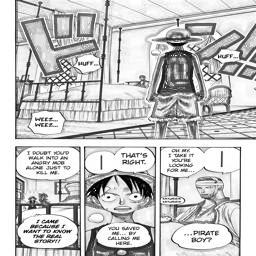 HUFF...
HUFF...
WEEZ...
WEEZ...
I DOUBT YOU'D
WALK INTO AN
ANGRY MOB
ALONE JUST
TO KILL ME.
I CAME
BECAUSE I
WANT TO KNOW
THE REAL
STORY!!
THAT'S
RIGHT.
YOU SAVED
ME... BY
CALLING ME
HERE.
OH MY.
I TAKE IT
YOU'RE
LOOKING
FOR ME...
...PIRATE
BOY?